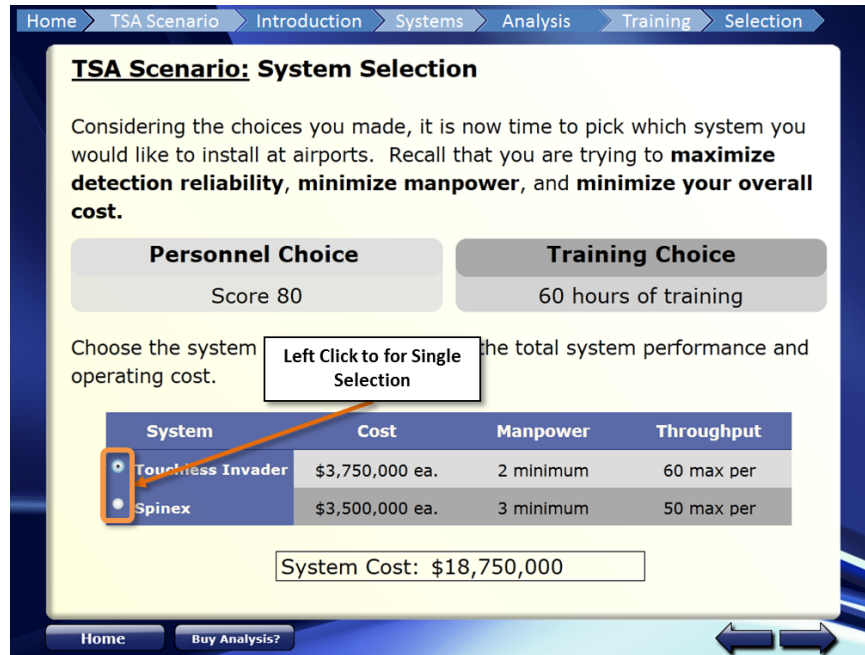 Home TSA Scenario Introduction Systems Analysis Training Selection
TSA Scenario: System Selection
Considering the choices you made, it is now time to pick which system you
would like to install at airports. Recall that you are trying to maximize
detection reliability, minimize manpower, and minimize your overall
cost.
Personnel Choice Training Choice
Score 80 60 hours of training
Choose the system the total system performance and
operating cost.
Left Click to for Single
Selection
System Cost Manpower Throughput
Touchless Invader $3,750,000 ea. 2 minimum 60 max per
Spinex $3,500,000 ea. 3 minimum 50 max per
System Cost: $18,750,000
Home Buy Analysis?